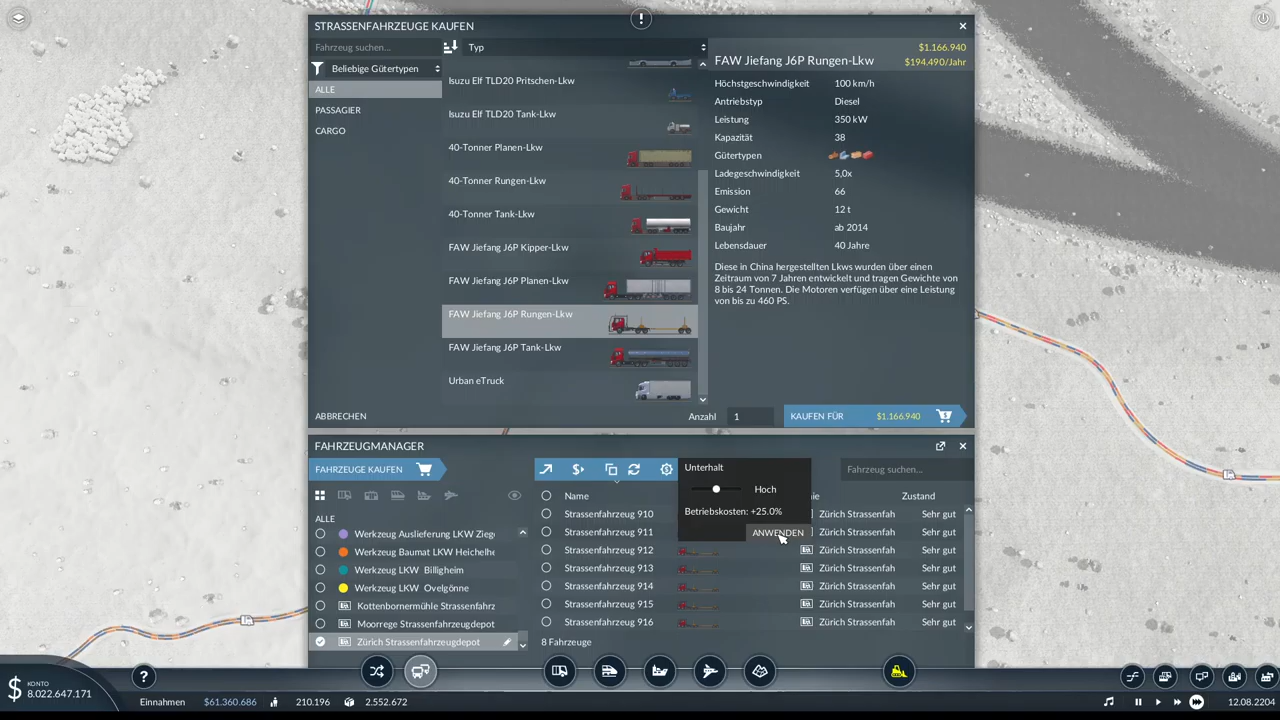 STRASSENFAHRZEUGE KAUFEN
Fahrzeug suchen...
Typ
Beliebige Gütertypen
ALLE
PASSAGIER
CARGO
Isuzu Elf TLD20 Pritschen-Lkw
Isuzu Elf TLD20 Tank-Lkw
40-Tonner Planen-Lkw
40-Tonner Rungen-Lkw
40-Tonner Tank-Lkw
FAW Jiefang J6P Kipper-Lkw
FAW Jiefang J6P Planen-Lkw
FAW Jiefang J6P Rungen-Lkw
FAW Jiefang J6P Tank-Lkw
Urban eTruck
$1.166.940
FAW Jiefang J6P Rungen-Lkw
$194.490/Jahr
Höchstgeschwindigkeit 100 km/h
Antriebstyp Diesel
Leistung 350 kW
Kapazität 38
Gütertypen
Ladegeschwindigkeit 5,0x
Emission 66
Gewicht 12 t
Baujahr ab 2014
Lebensdauer 40 Jahre
Diese in China hergestellten Lkws wurden über einen
Zeitraum von 7 Jahren entwickelt und tragen Gewichte von
8 bis 24 Tonnen. Die Motoren verfügen über eine Leistung
von bis zu 460 PS.
ABBRECHEN
Anzahl 1
KAUFEN FÜR $1.166.940
FAHRZEUGMANAGER
FAHRZEUGE KAUFEN
Fahrzeug suchen...
ALLE
Werkzeug Auslieferung LKW Ziege
Werkzeug Baumat LKW Heichelhe
Werkzeug LKW Billigheim
Werkzeug LKW Ovelgönne
Kottenbornermühle Strassenfahrz
Moorrege Strassenfahrzeugdepot
Zürich Strassenfahrzeugdepot
Unterhalt
Hoch
Betriebskosten: +25.0%
ANWENDEN
Name ie Zustand
Strassenfahrzeug 910 Zürich Strassenfah Sehr gut
Strassenfahrzeug 911 Zürich Strassenfah Sehr gut
Strassenfahrzeug 912 Zürich Strassenfah Sehr gut
Strassenfahrzeug 913 Zürich Strassenfah Sehr gut
Strassenfahrzeug 914 Zürich Strassenfah Sehr gut
Strassenfahrzeug 915 Zürich Strassenfah Sehr gut
Strassenfahrzeug 916 Zürich Strassenfah Sehr gut
8 Fahrzeuge
KONTO
8.022.647.171
Einnahmen $61.360.686 210.196 2.552.672
12.08.2204